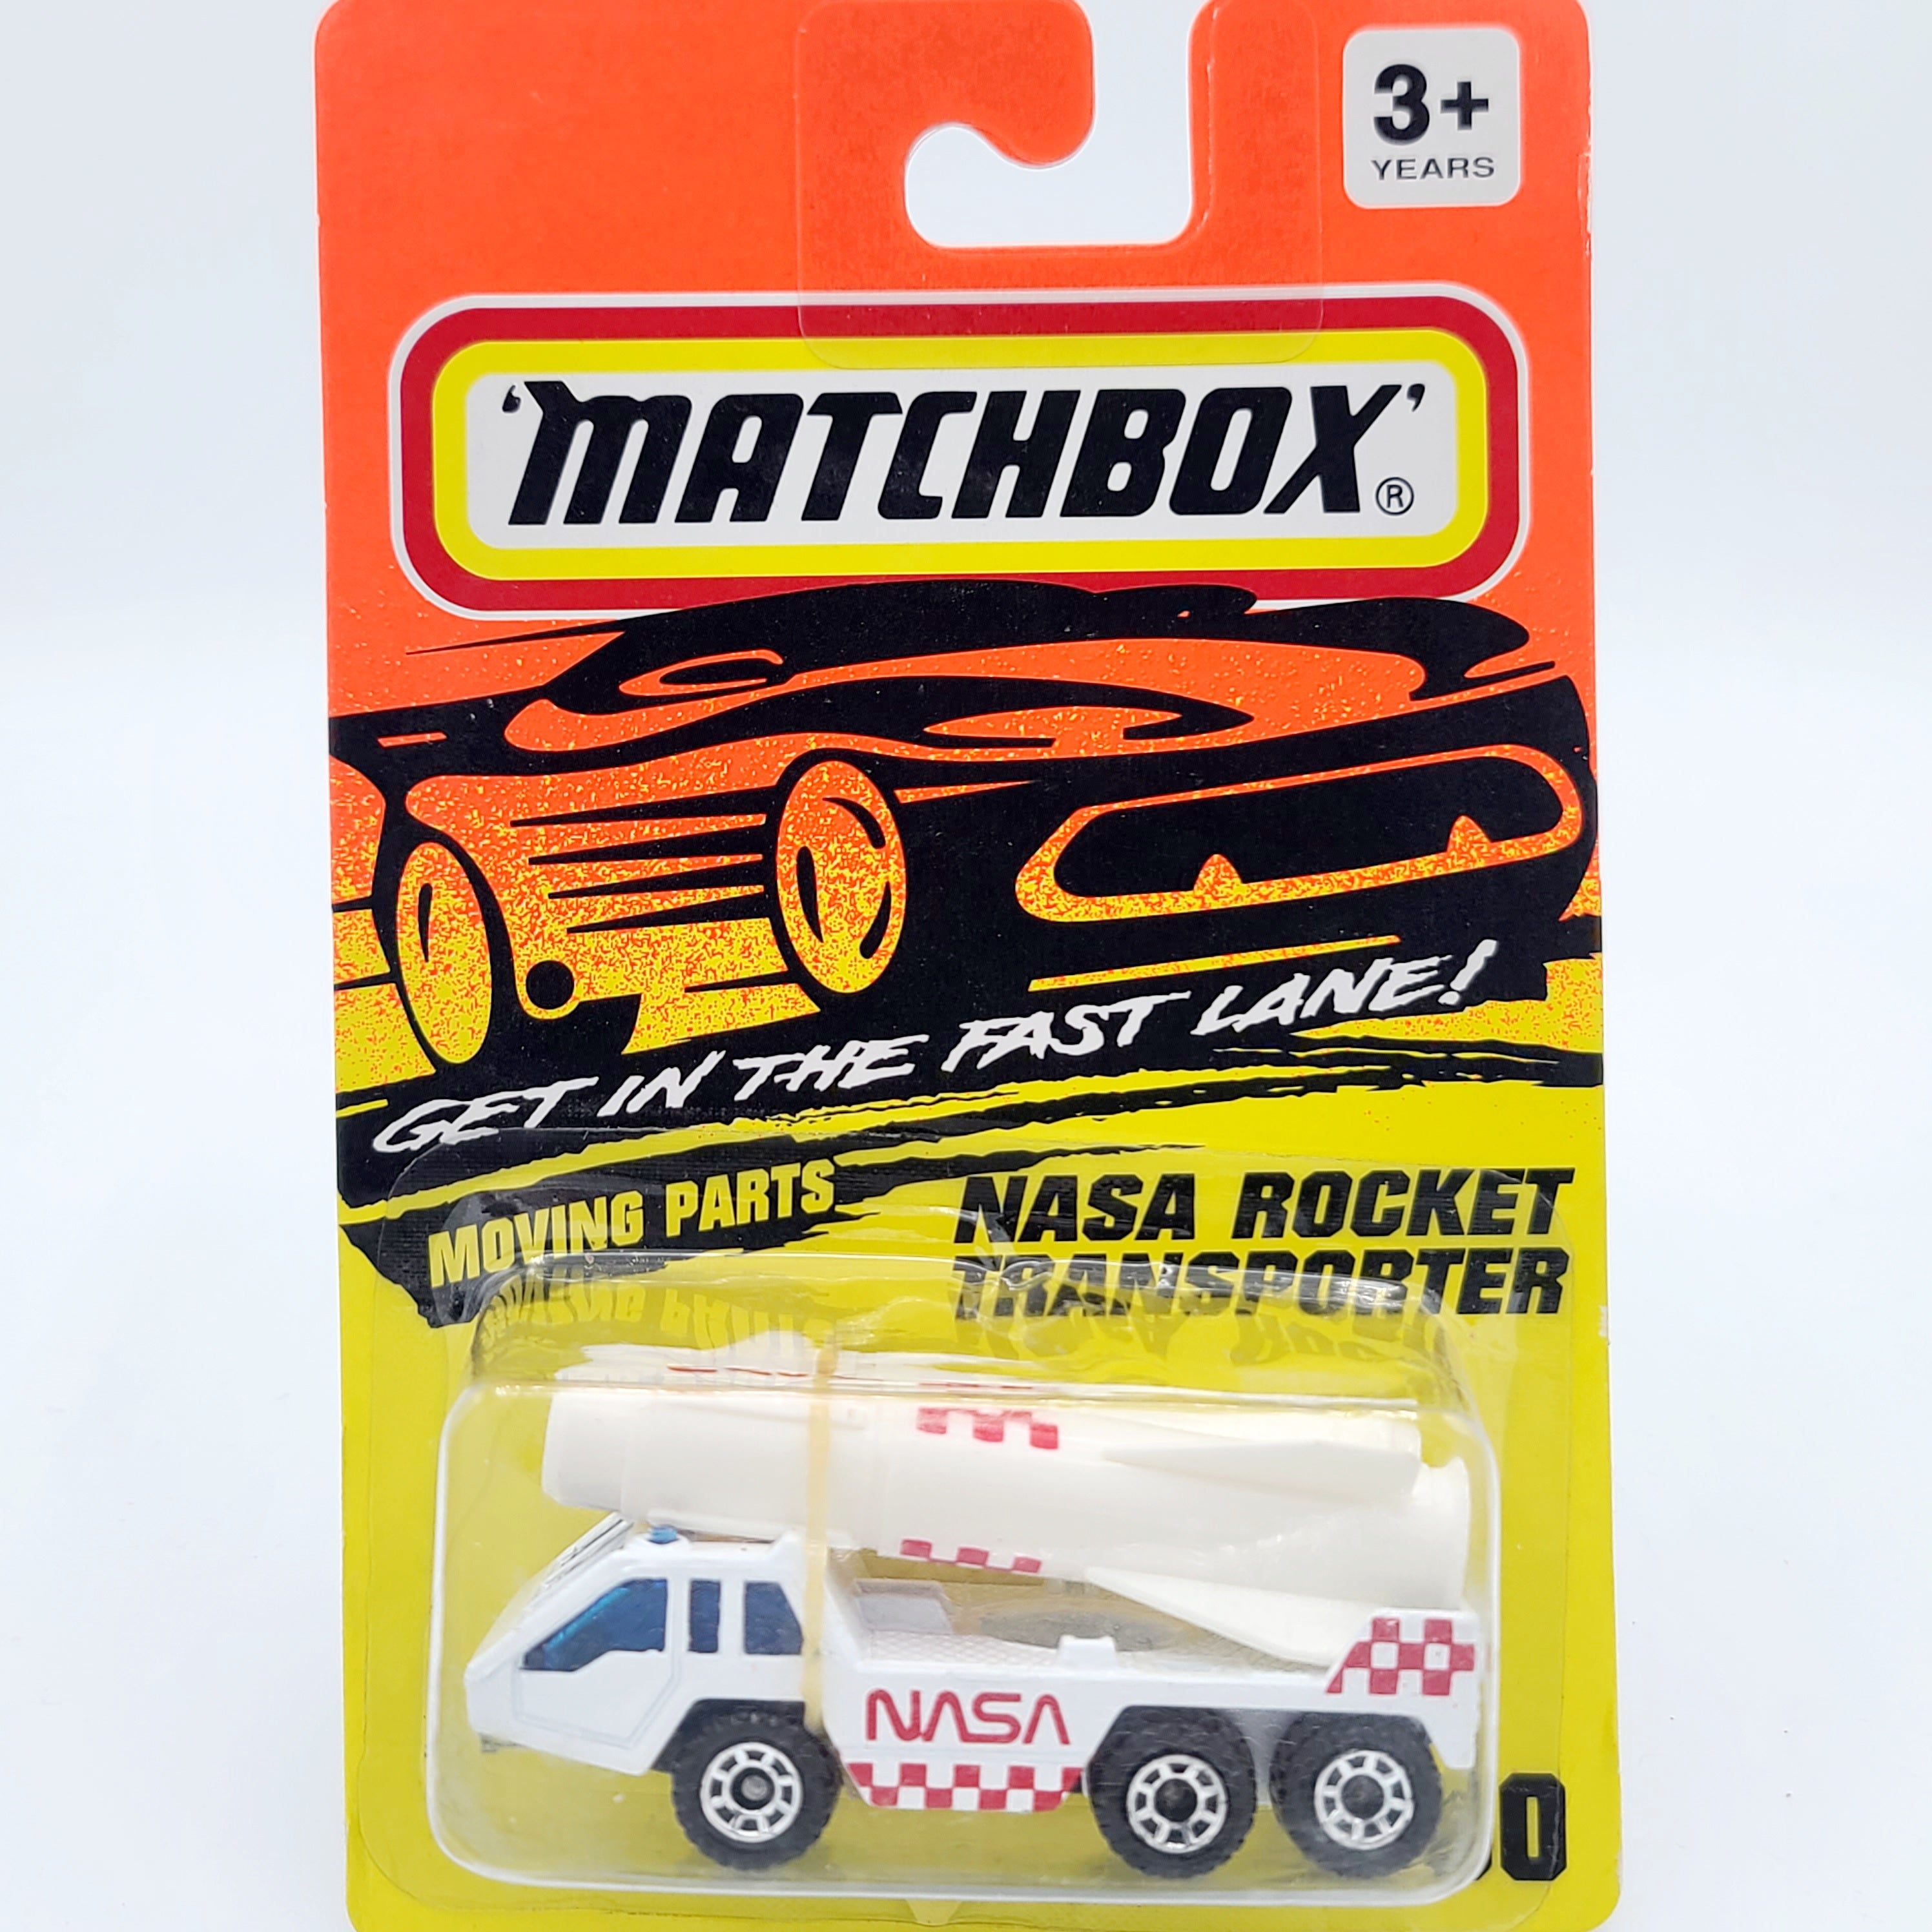 3+
YEARS
'MATCHBOX'®
GET IN THE FAST LANE!
MOVING PARTS
NASA ROCKET
TRANSPORTER
NASA